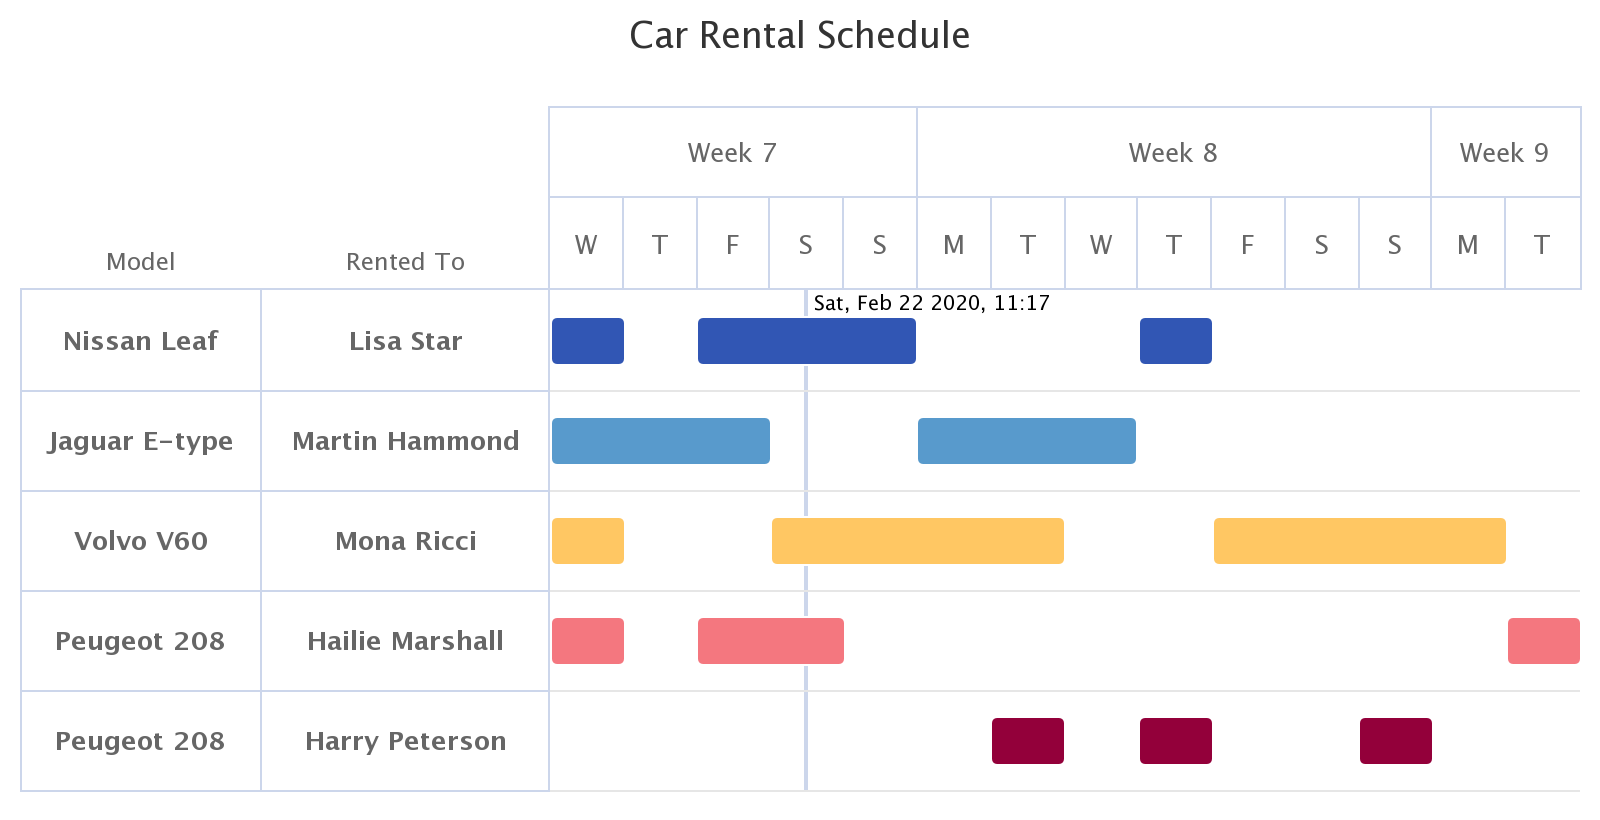 Car Rental Schedule
Week 7 Week 8 Week 9
W T F S S M T W T F S S M T
Model Rented To
Sat, Feb 22 2020, 11:17
Nissan Leaf Lisa Star
Jaguar E-type Martin Hammond
Volvo V60 Mona Ricci
Peugeot 208 Hailie Marshall
Peugeot 208 Harry Peterson